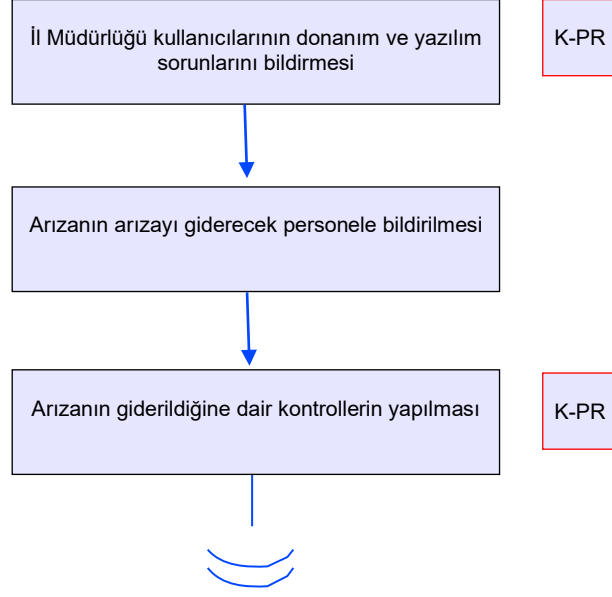 İl Müdürlüğü kullanıcılarının donanım ve yazılım
sorunlarını bildirmesi
K-PR
Arızanın arızayı giderecek personele bildirilmesi
Arızanın giderildiğine dair kontrollerin yapılması
K-PR